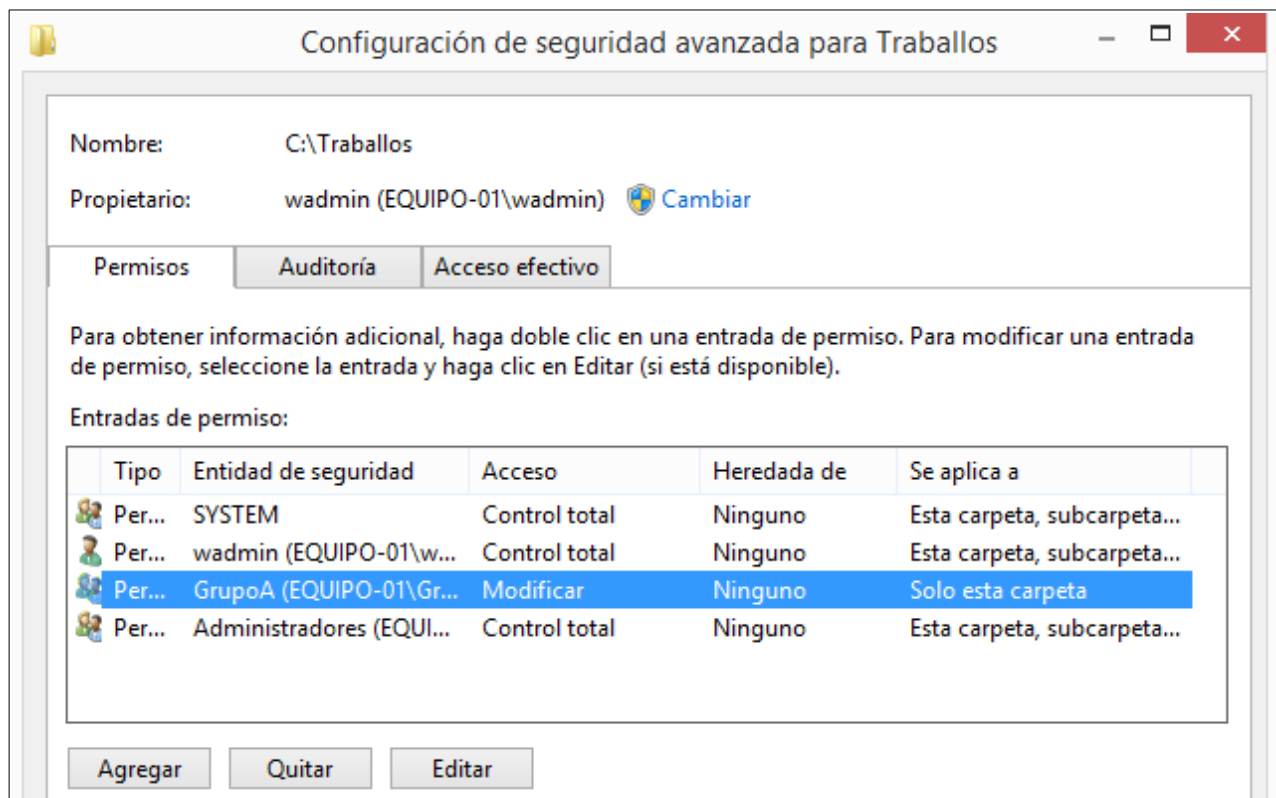 Configuración de seguridad avanzada para Traballos
Nombre: C:\Traballos
Propietario: wadmin (EQUIPO-01\wadmin) Cambiar
Permisos Auditoría Acceso efectivo
Para obtener información adicional, haga doble clic en una entrada de permiso. Para modificar una entrada
de permiso, seleccione la entrada y haga clic en Editar (si está disponible).
Entradas de permiso:
Tipo Entidad de seguridad Acceso Heredada de Se aplica a
Per... SYSTEM Control total Ninguno Esta carpeta, subcarpeta...
Per... wadmin (EQUIPO-01\w... Control total Ninguno Esta carpeta, subcarpeta...
Per... GrupoA (EQUIPO-01\Gr... Modificar Ninguno Solo esta carpeta
Per... Administradores (EQUI... Control total Ninguno Esta carpeta, subcarpeta...
Agregar Quitar Editar